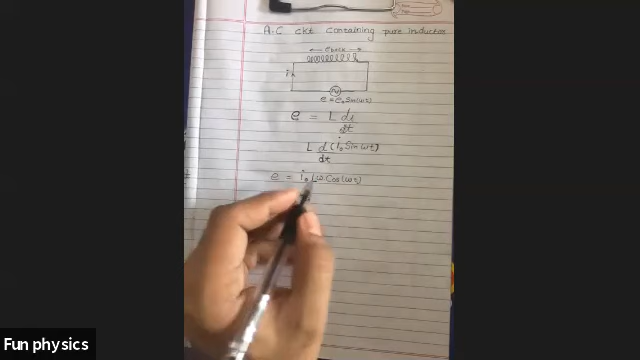 A.C ckt containing pure inductor
e back
i
e = e₀ Sin(ωt)
e = L di
dt
L d (i₀ Sin ωt)
dt
e = i₀ Lω Cos(ωt)
Fun physics